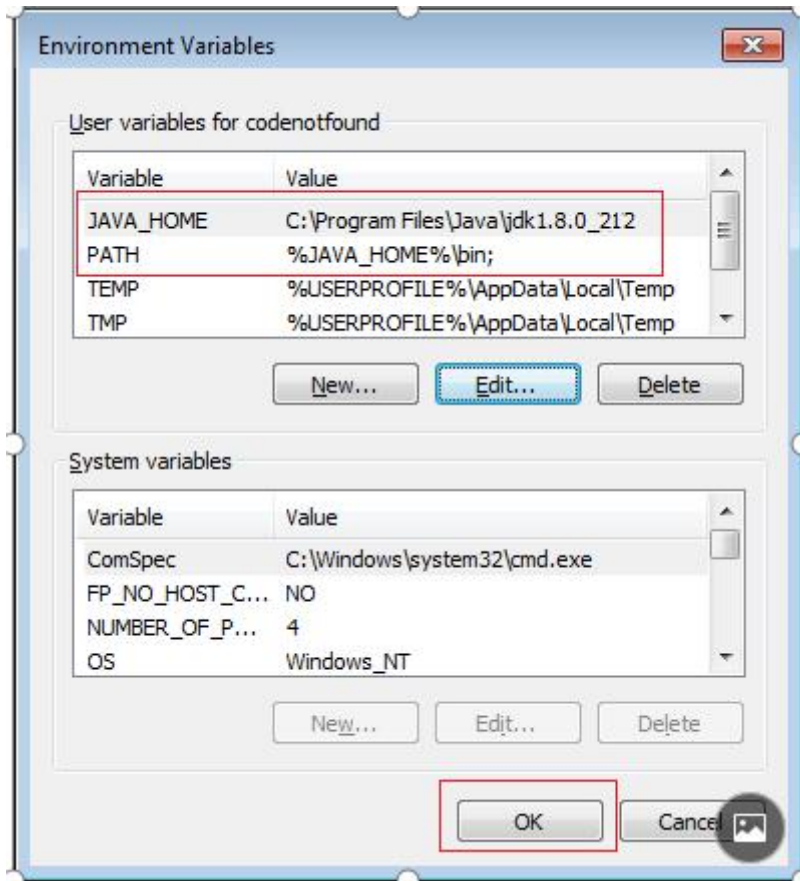 Environment Variables
User variables for codenotfound
Variable Value
JAVA_HOME C:\Program Files\Java\jdk1.8.0_212
PATH %JAVA_HOME%\bin;
TEMP %USERPROFILE%\AppData\Local\Temp
TMP %USERPROFILE%\AppData\Local\Temp
New... Edit... Delete
System variables
Variable Value
ComSpec C:\Windows\system32\cmd.exe
FP_NO_HOST_C... NO
NUMBER_OF_P... 4
OS Windows_NT
New... Edit... Delete
OK Cancel